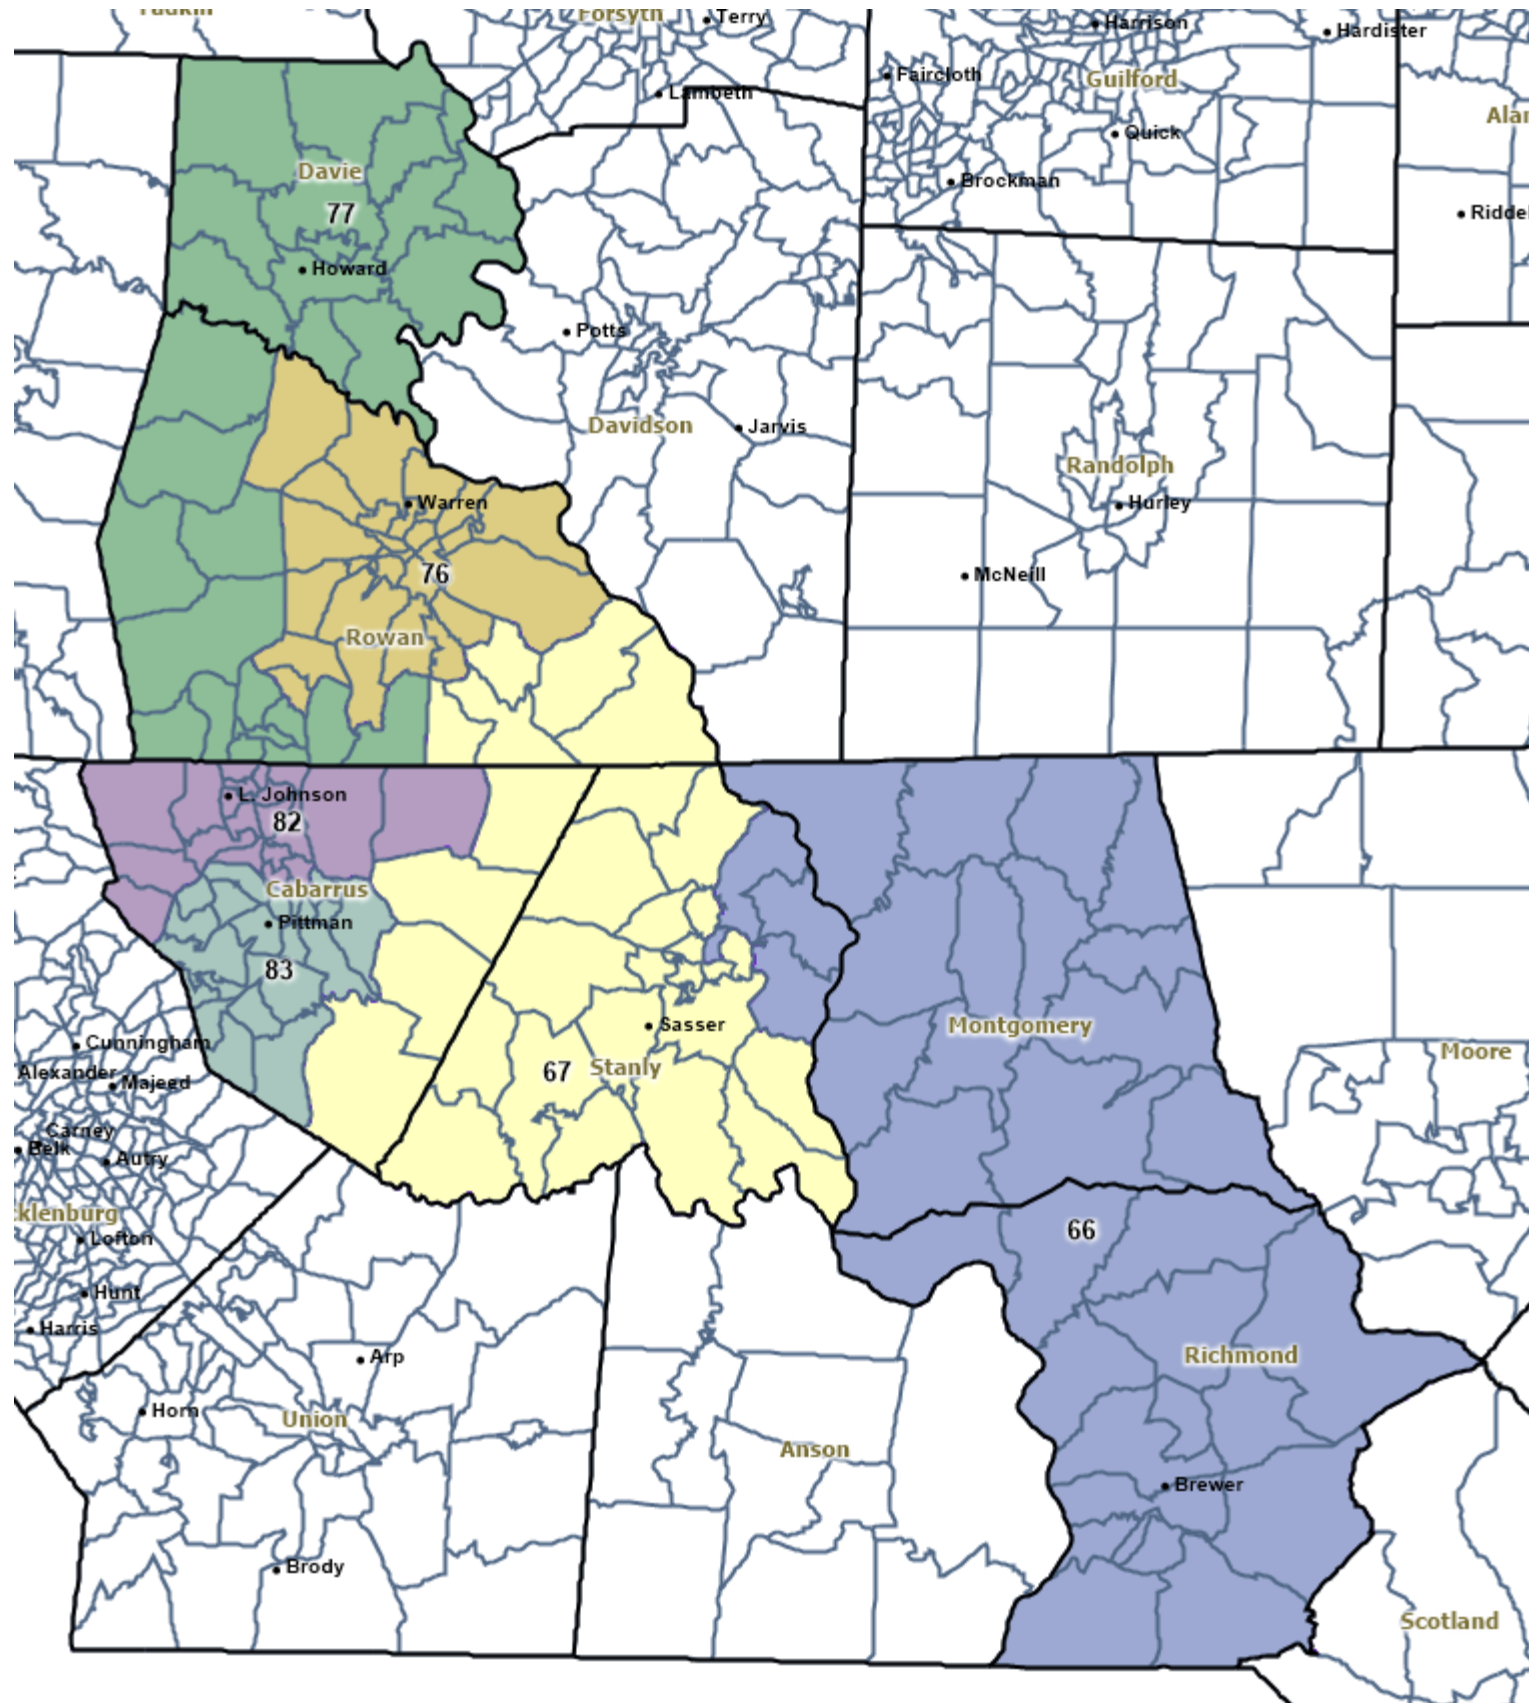 Yadkin
Forsyth
Terry
Harrison
Hardister
Faircloth
Guilford
Lambeth
Alar
Quick
Davie
Brockman
77
Riddel
Howard
Potts
Davidson
Jarvis
Randolph
Warren
Hurley
76
McNeill
Rowan
L. Johnson
82
Cabarrus
Pittman
83
Sasser
Montgomery
Cunningham
Moore
67
Stanly
Alexander
Majeed
Carney
Belk
Autry
cklenburg
66
Lofton
Hunt
Harris
Arp
Richmond
Horn
Union
Anson
Brewer
Brody
Scotland